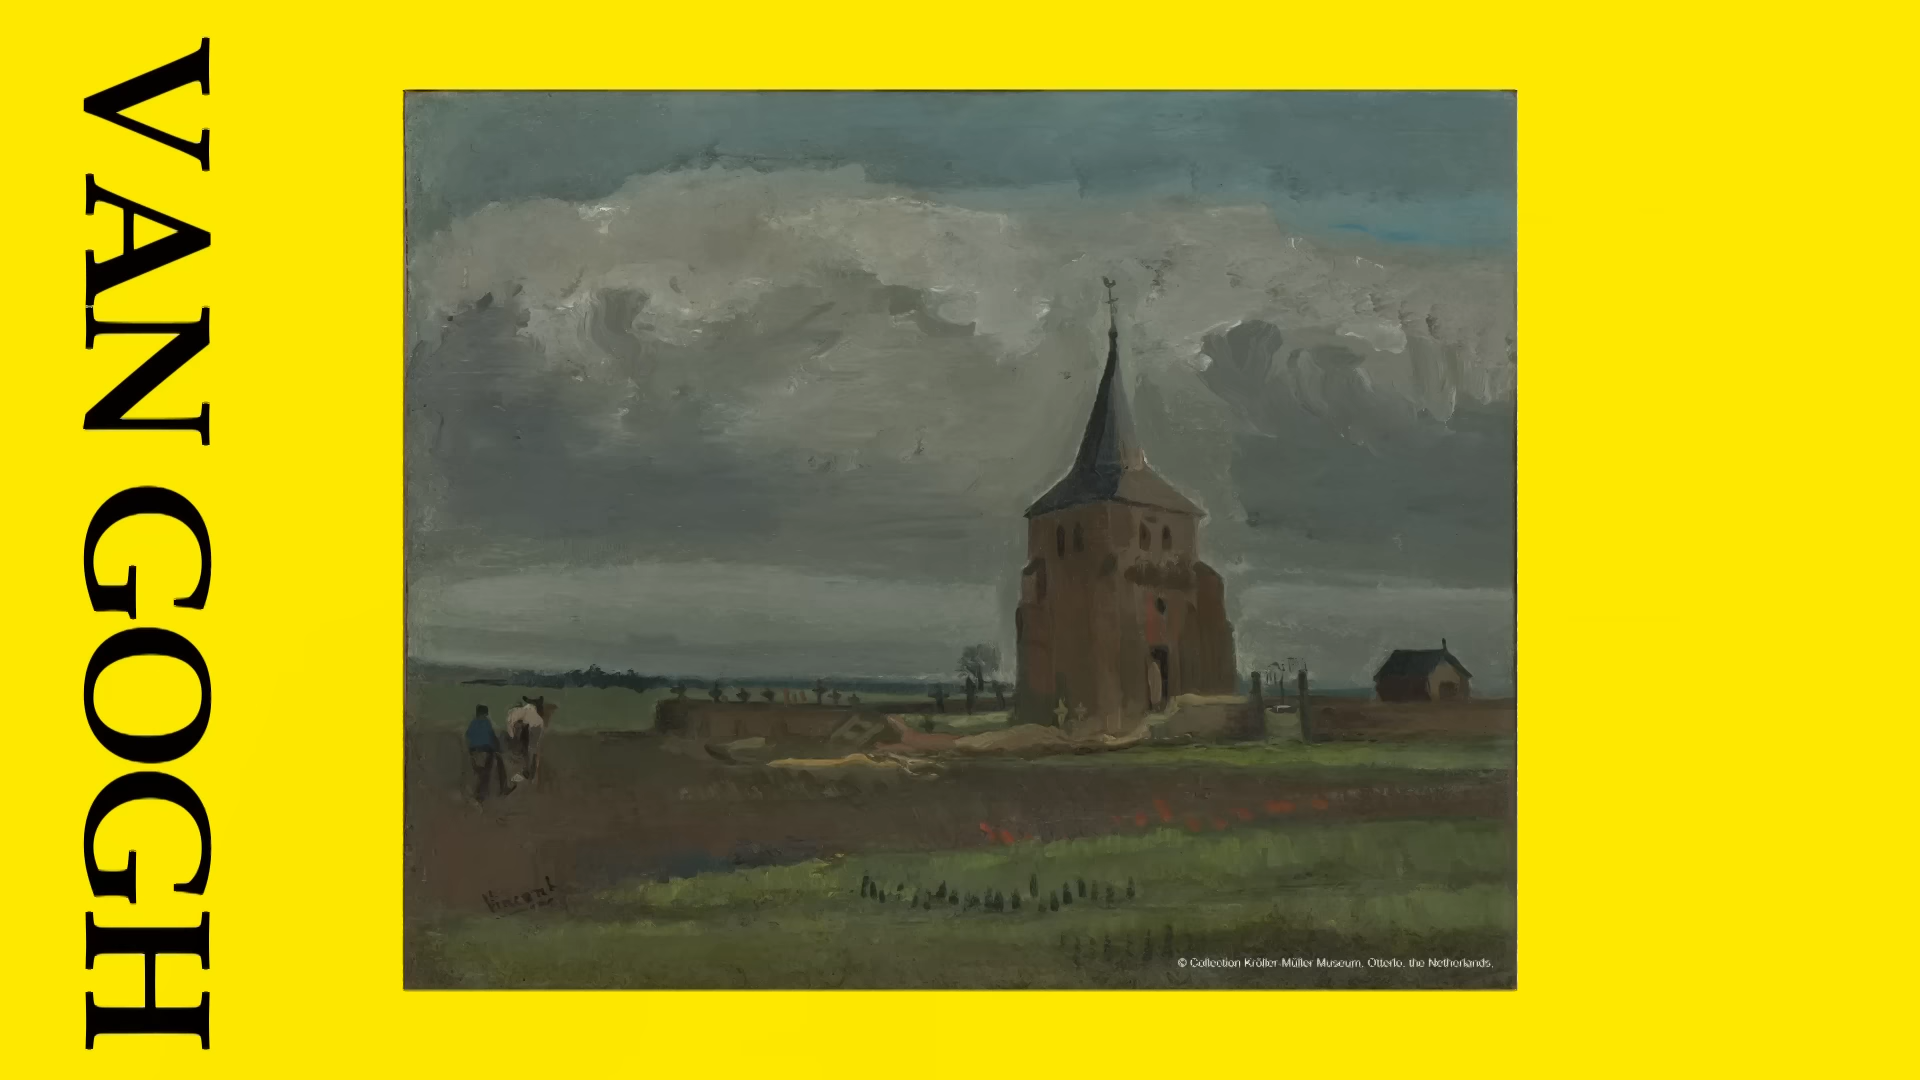 VAN GOGH
Vincent
© Collection Kröller-Müller Museum, Otterlo, the Netherlands.